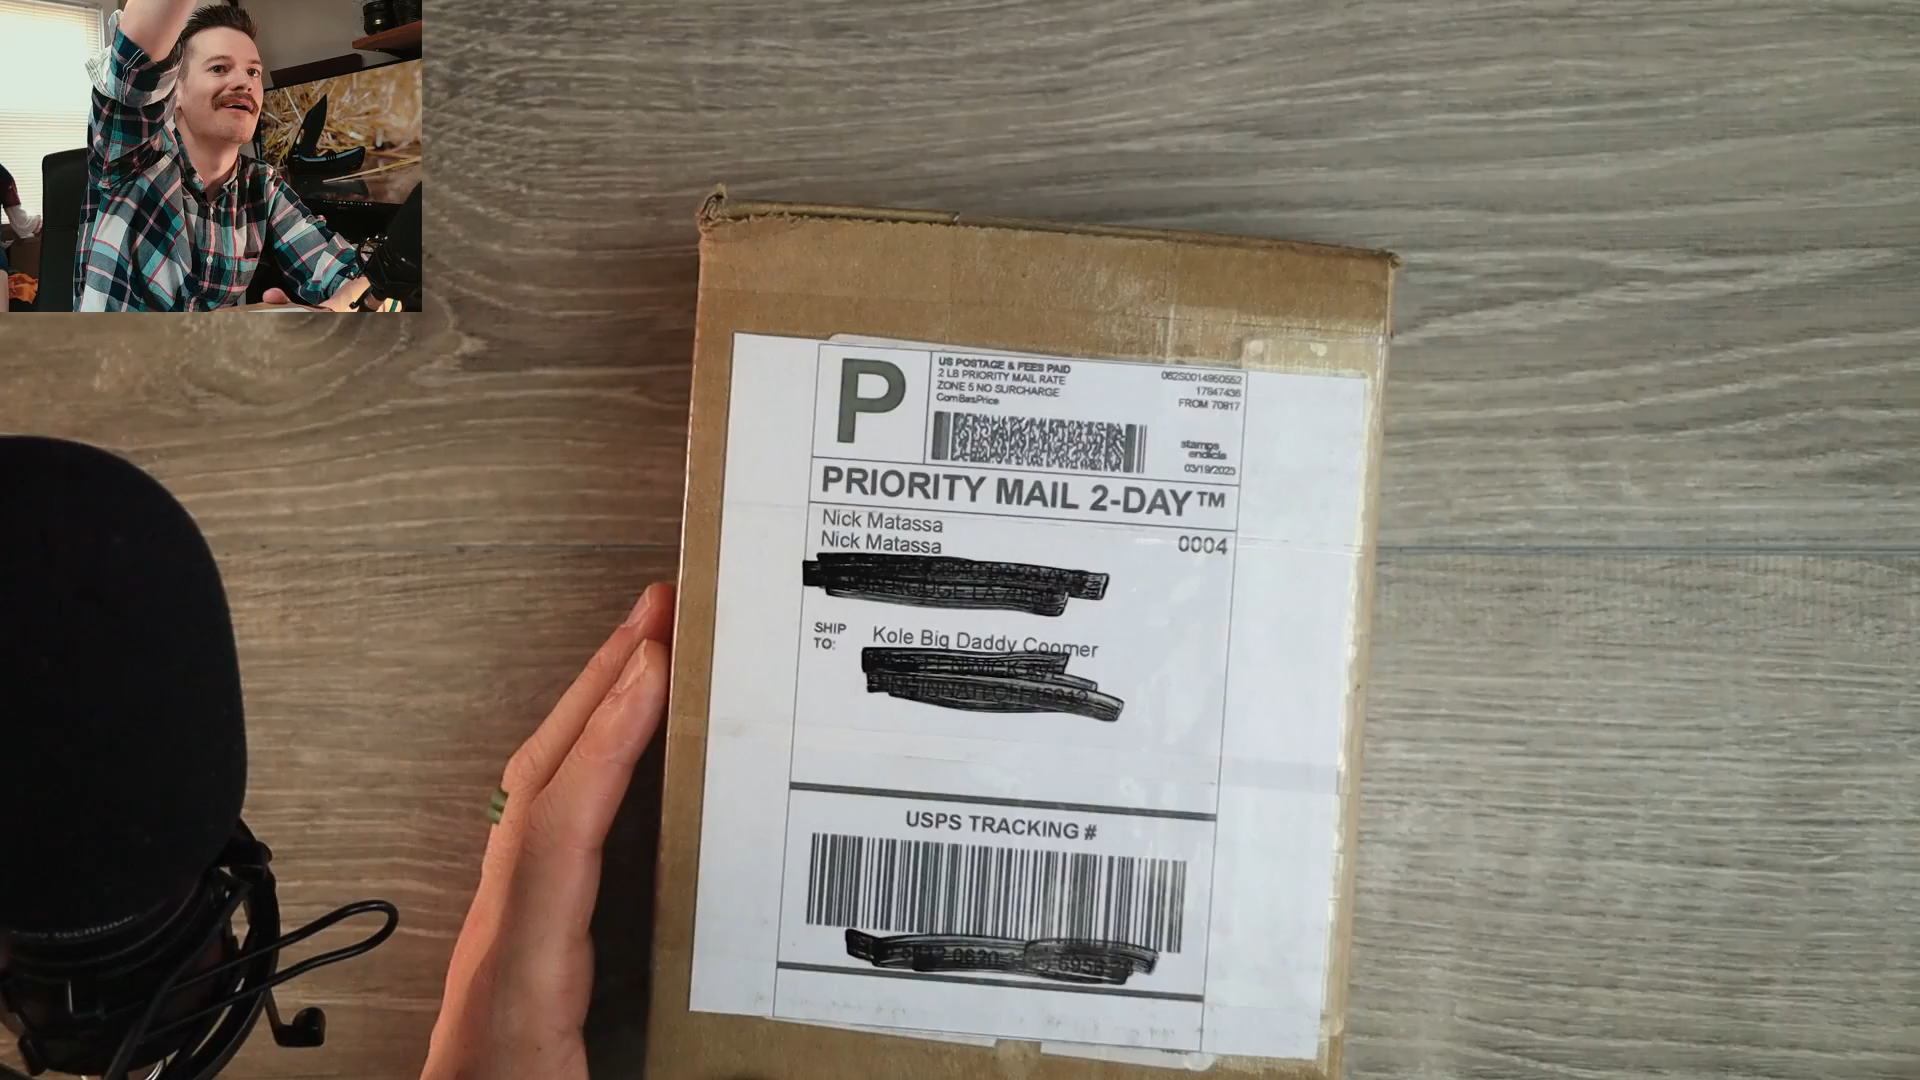 P
US POSTAGE & FEES PAID
2 LB PRIORITY MAIL RATE
ZONE 5 NO SURCHARGE
ComBasPrice
062S0014950552
17847436
FROM 70817
stamps
endicia
03/19/2023
PRIORITY MAIL 2-DAY™
Nick Matassa
Nick Matassa
0004
SHIP
TO:
Kole Big Daddy Coomer
USPS TRACKING #